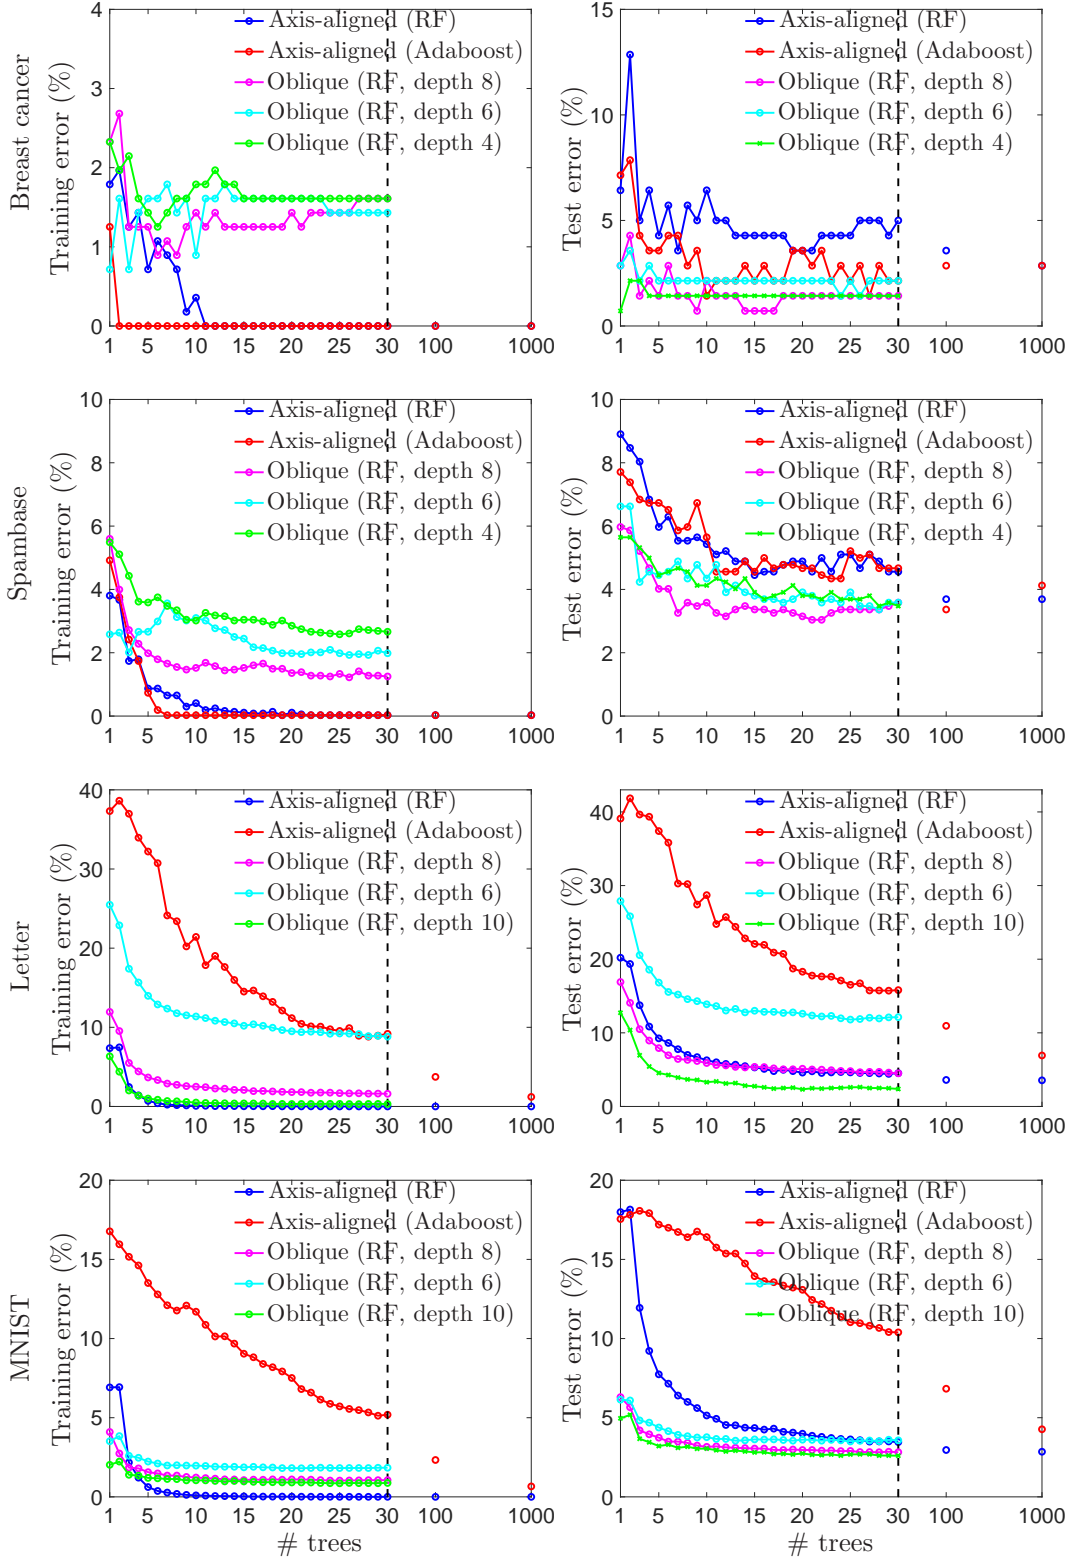 Breast cancer
Training error (%)
4
3
2
1
0
1 5 10 15 20 25 30 100 1000
Axis-aligned (RF)
Axis-aligned (Adaboost)
Oblique (RF, depth 8)
Oblique (RF, depth 6)
Oblique (RF, depth 4)
Test error (%)
15
10
5
0
1 5 10 15 20 25 30 100 1000
Axis-aligned (RF)
Axis-aligned (Adaboost)
Oblique (RF, depth 8)
Oblique (RF, depth 6)
Oblique (RF, depth 4)
Spambase
Training error (%)
10
8
6
4
2
0
1 5 10 15 20 25 30 100 1000
Axis-aligned (RF)
Axis-aligned (Adaboost)
Oblique (RF, depth 8)
Oblique (RF, depth 6)
Oblique (RF, depth 4)
Test error (%)
10
8
6
4
2
0
1 5 10 15 20 25 30 100 1000
Axis-aligned (RF)
Axis-aligned (Adaboost)
Oblique (RF, depth 8)
Oblique (RF, depth 6)
Oblique (RF, depth 4)
Letter
Training error (%)
40
30
20
10
0
1 5 10 15 20 25 30 100 1000
Axis-aligned (RF)
Axis-aligned (Adaboost)
Oblique (RF, depth 8)
Oblique (RF, depth 6)
Oblique (RF, depth 10)
Test error (%)
40
30
20
10
0
1 5 10 15 20 25 30 100 1000
Axis-aligned (RF)
Axis-aligned (Adaboost)
Oblique (RF, depth 8)
Oblique (RF, depth 6)
Oblique (RF, depth 10)
MNIST
Training error (%)
20
15
10
5
0
1 5 10 15 20 25 30 100 1000
# trees
Axis-aligned (RF)
Axis-aligned (Adaboost)
Oblique (RF, depth 8)
Oblique (RF, depth 6)
Oblique (RF, depth 10)
Test error (%)
20
15
10
5
0
1 5 10 15 20 25 30 100 1000
# trees
Axis-aligned (RF)
Axis-aligned (Adaboost)
Oblique (RF, depth 8)
Oblique (RF, depth 6)
Oblique (RF, depth 10)